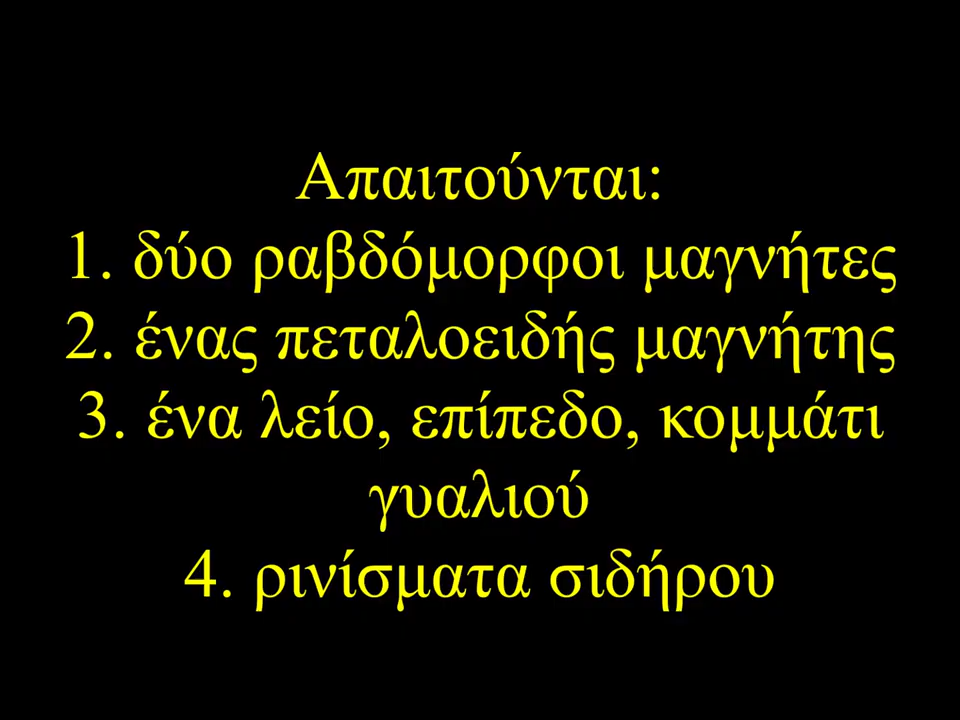 Απαιτούνται:
1. δύο ραβδόμορφοι μαγνήτες
2. ένας πεταλοειδής μαγνήτης
3. ένα λείο, επίπεδο, κομμάτι
γυαλιού
4. ρινίσματα σιδήρου